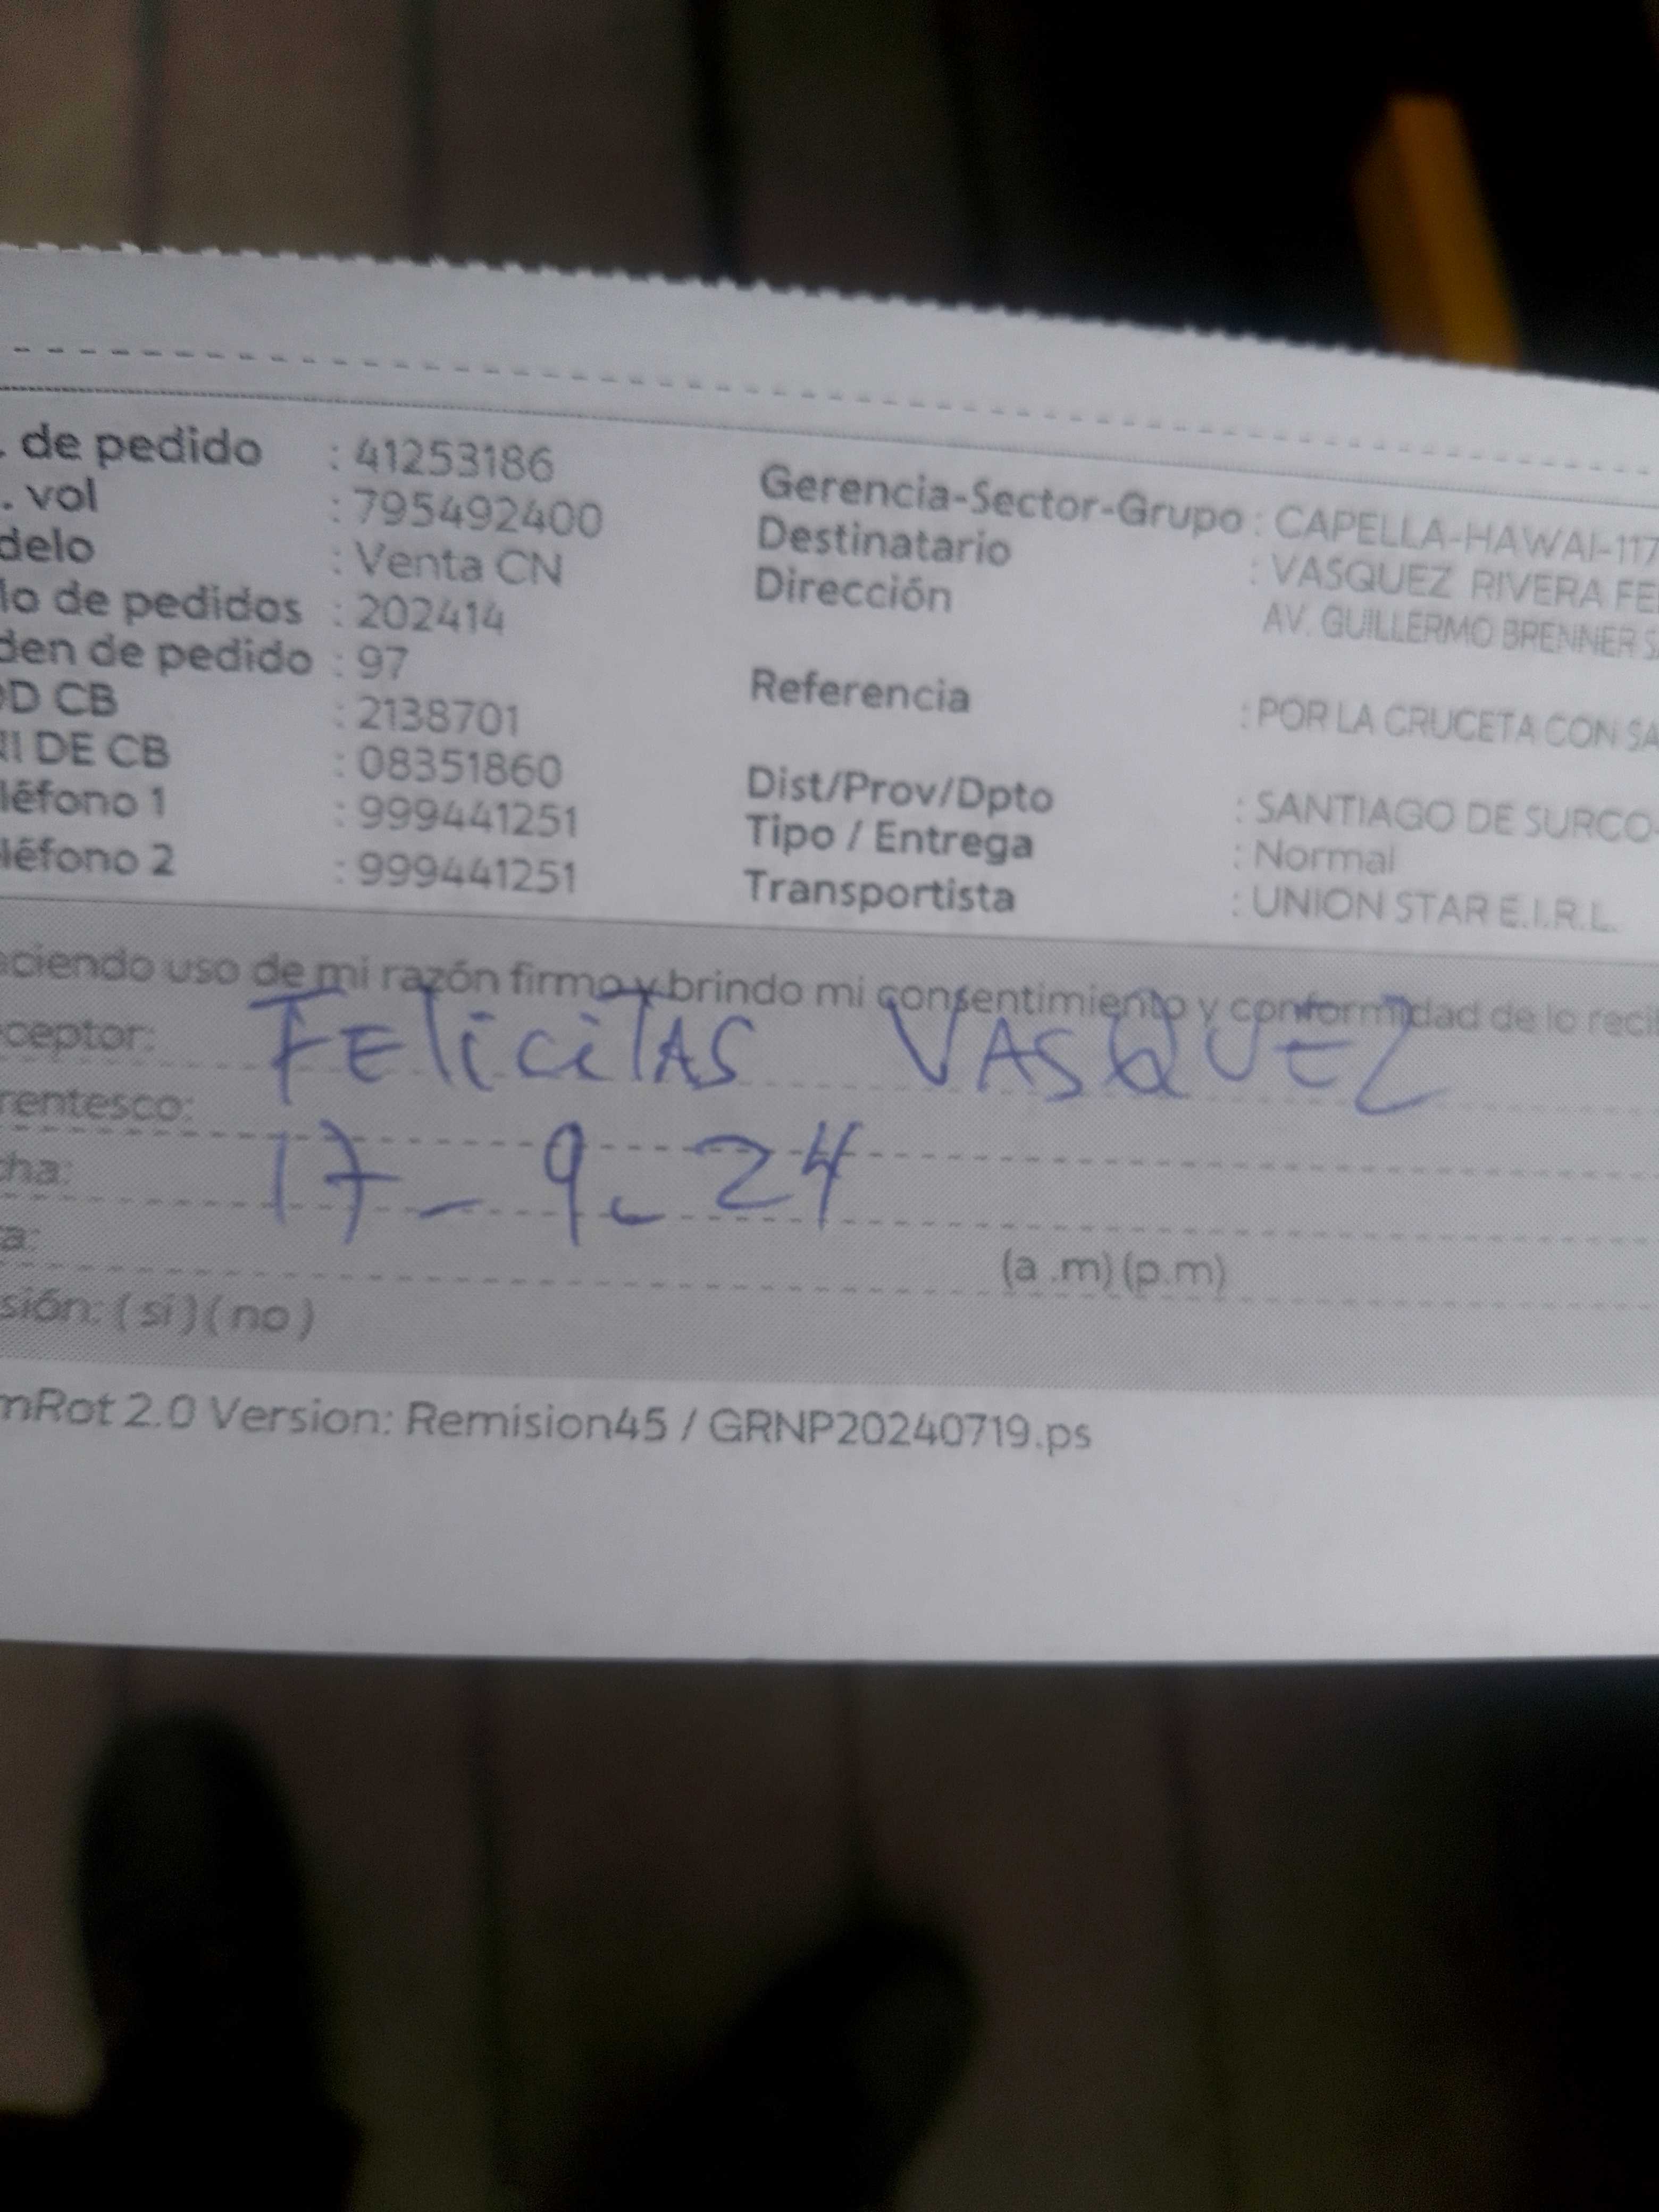 . de pedido : 41253186
. vol : 795492400
delo : Venta CN
lo de pedidos : 202414
den de pedido : 97
OD CB : 2138701
NI DE CB : 08351860
léfono 1 : 999441251
léfono 2 : 999441251
Gerencia-Sector-Grupo : CAPELLA-HAWAI-117
Destinatario : VASQUEZ RIVERA FE
Dirección AV. GUILLERMO BRENNER S
Referencia : POR LA CRUCETA CON SA
Dist/Prov/Dpto : SANTIAGO DE SURCO-
Tipo / Entrega : Normal
Transportista : UNION STAR E.I.R.L.
aciendo uso de mi razón firmo y brindo mi consentimiento y conformidad de lo reci
ceptor: FEliciTAS VASQUEZ
rentesco:
cha: 17-9-24
a: (a .m) (p.m)
sión: ( si ) ( no )
mRot 2.0 Version: Remision45 / GRNP20240719.ps